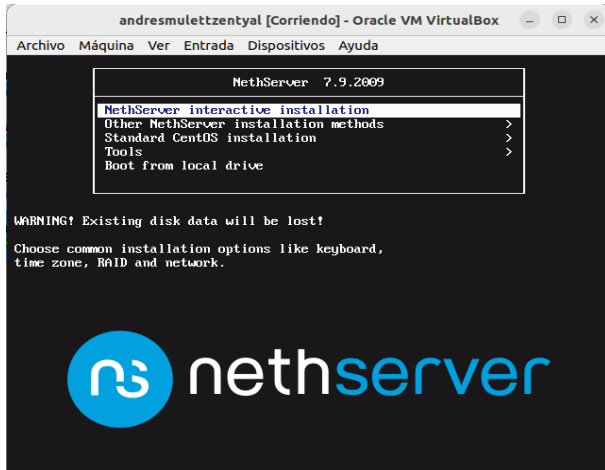 andresmulettzentyal [Corriendo] - Oracle VM VirtualBox
Archivo Máquina Ver Entrada Dispositivos Ayuda
NethServer 7.9.2009
NethServer interactive installation
Other NethServer installation methods >
Standard CentOS installation >
Tools >
Boot from local drive
WARNING! Existing disk data will be lost!
Choose common installation options like keyboard,
time zone, RAID and network.
ns nethserver